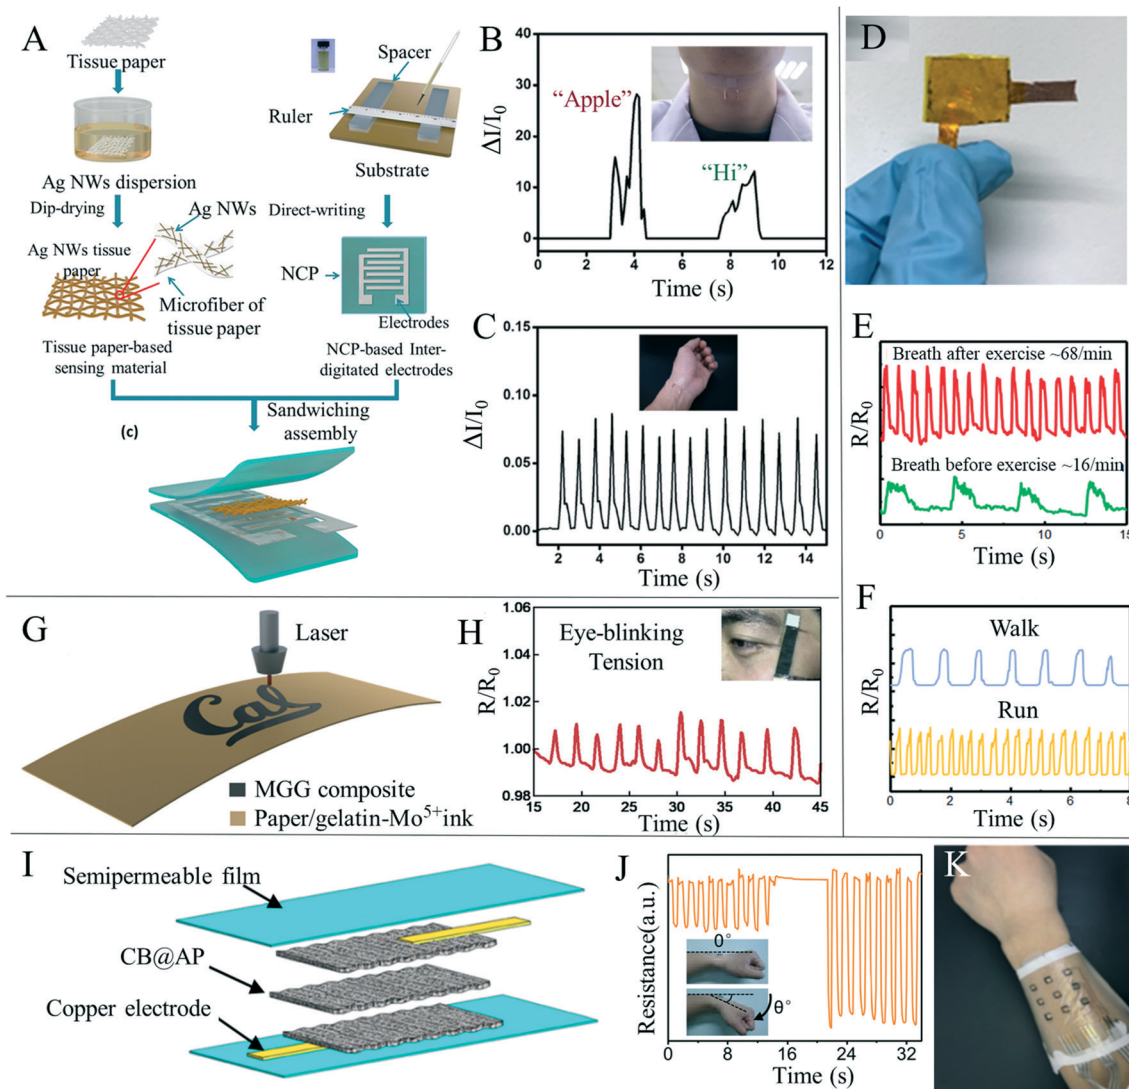 A
Tissue paper
Ag NWs dispersion
Dip-drying
Ag NWs
Ag NWs tissue
paper
Microfiber of
tissue paper
Tissue paper-based
sensing material
Spacer
Ruler
Substrate
Direct-writing
NCP
Electrodes
NCP-based Inter-
digitated electrodes
(c)
Sandwiching
assembly
B
40
30
20
10
0
ΔI/I₀
"Apple"
"Hi"
0 2 4 6 8 10 12
Time (s)
C
0.15
0.10
0.05
0.00
ΔI/I₀
2 4 6 8 10 12 14
Time (s)
D
E
Breath after exercise ~68/min
Breath before exercise ~16/min
R/R₀
0 5 10 15
Time (s)
F
Walk
Run
R/R₀
0 2 4 6 8
Time (s)
G
Laser
Cal
MGG composite
Paper/gelatin-Mo⁵⁺ink
H
1.06
1.04
1.02
1.00
0.98
R/R₀
Eye-blinking
Tension
15 20 25 30 35 40 45
Time (s)
I
Semipermeable film
CB@AP
Copper electrode
J
Resistance(a.u.)
0°
θ°
0 4 8 12 16 22 24 28 32
Time (s)
K